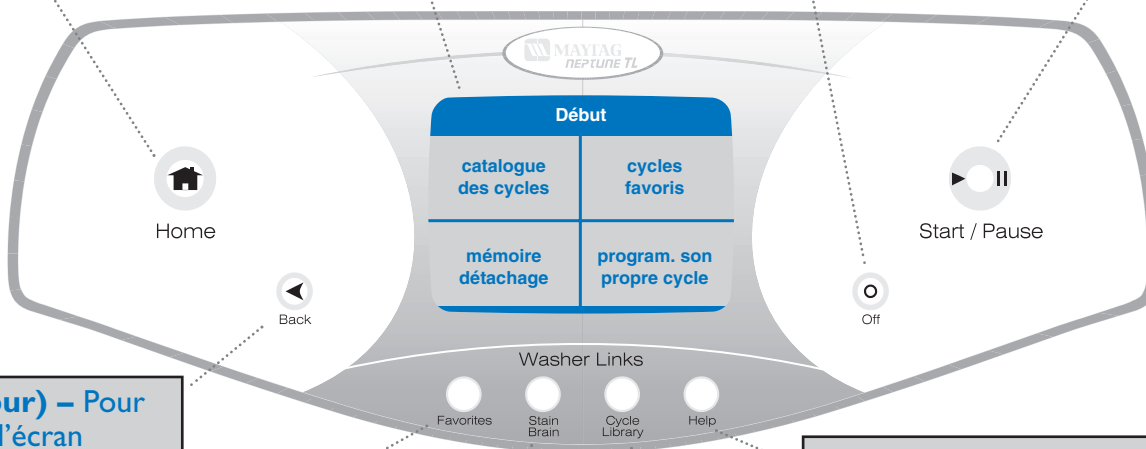 MAYTAG
NEPTUNE TL
Début
catalogue
des cycles
cycles
favoris
mémoire
détachage
program. son
propre cycle
Home
Start / Pause
Back
Off
Washer Links
Favorites
Stain
Brain
Cycle
Library
Help
our) – Pour
l'écran